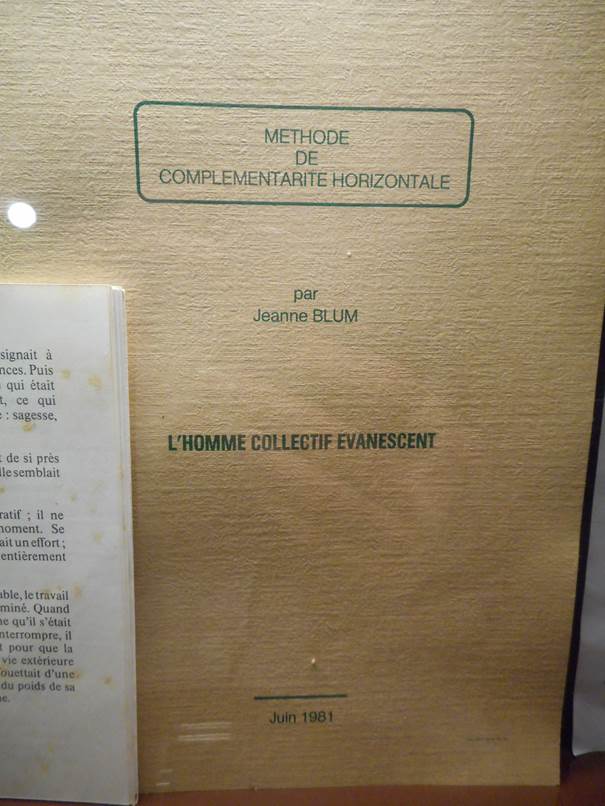 METHODE
DE
COMPLEMENTARITE HORIZONTALE
par
Jeanne BLUM
L'HOMME COLLECTIF EVANESCENT
Juin 1981
signait à
nces. Puis
qui était
t, ce qui
: sagesse,
de si près
lle semblait
ratif ; il ne
moment. Se
ait un effort ;
entièrement
able, le travail
miné. Quand
ne qu'il s'était
nterrompre, il
t pour que la
vie extérieure
ouettait d'une
du poids de sa
ne.